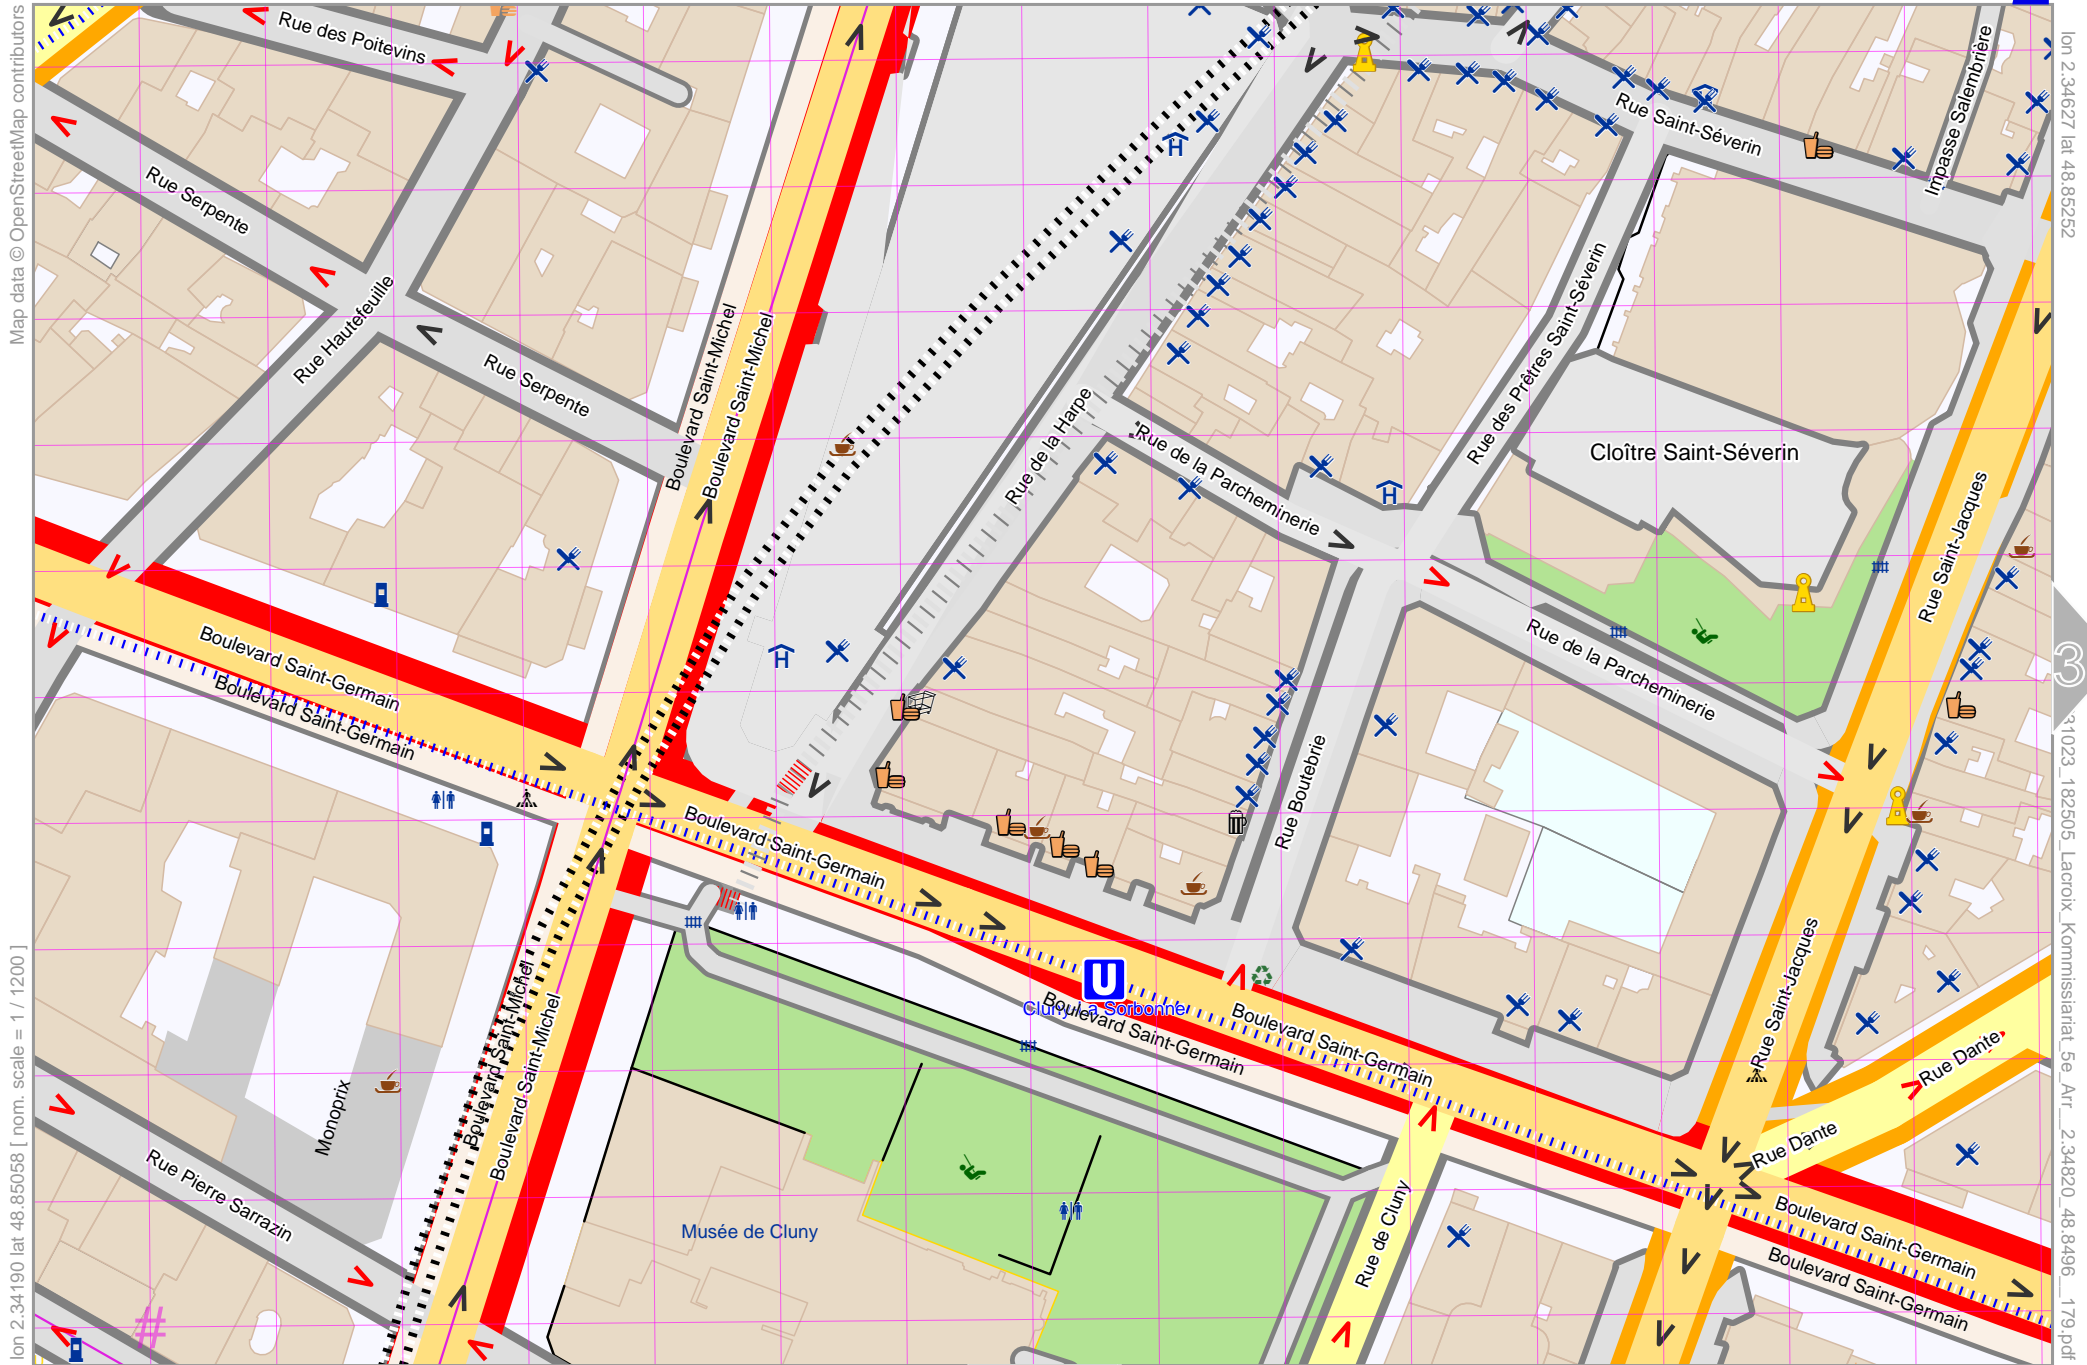 Map data © OpenStreetMap contributors
lon 2.34190 lat 48.85058 [ nom. scale = 1 / 1200 ]
lon 2.34627 lat 48.85252
31023_182505_Lacroix_Kommissariat_5e_Arr__2.34820_48.8496__179.pdf
3
Rue des Poitevins
Rue Serpente
Rue Hautefeuille
Rue Serpente
Boulevard Saint-Michel
Boulevard Saint-Michel
Rue Saint-Séverin
Impasse Salembrière
Rue de la Harpe
Rue des Prêtres Saint-Séverin
Rue de la Parcheminerie
Cloître Saint-Séverin
Rue Saint-Jacques
Boulevard Saint-Germain
Boulevard Saint-Germain
Rue de la Parcheminerie
Rue Boutebrie
Boulevard Saint-Germain
U
Cluny La Sorbonne
Boulevard Saint-Germain
Boulevard Saint-Germain
Rue Saint-Jacques
Rue Dante
Rue Dante
Boulevard Saint-Michel
Boulevard Saint-Michel
Monoprix
Rue Pierre Sarrazin
Musée de Cluny
Rue de Cluny
Boulevard Saint-Germain
Boulevard Saint-Germain
H
H
H
#